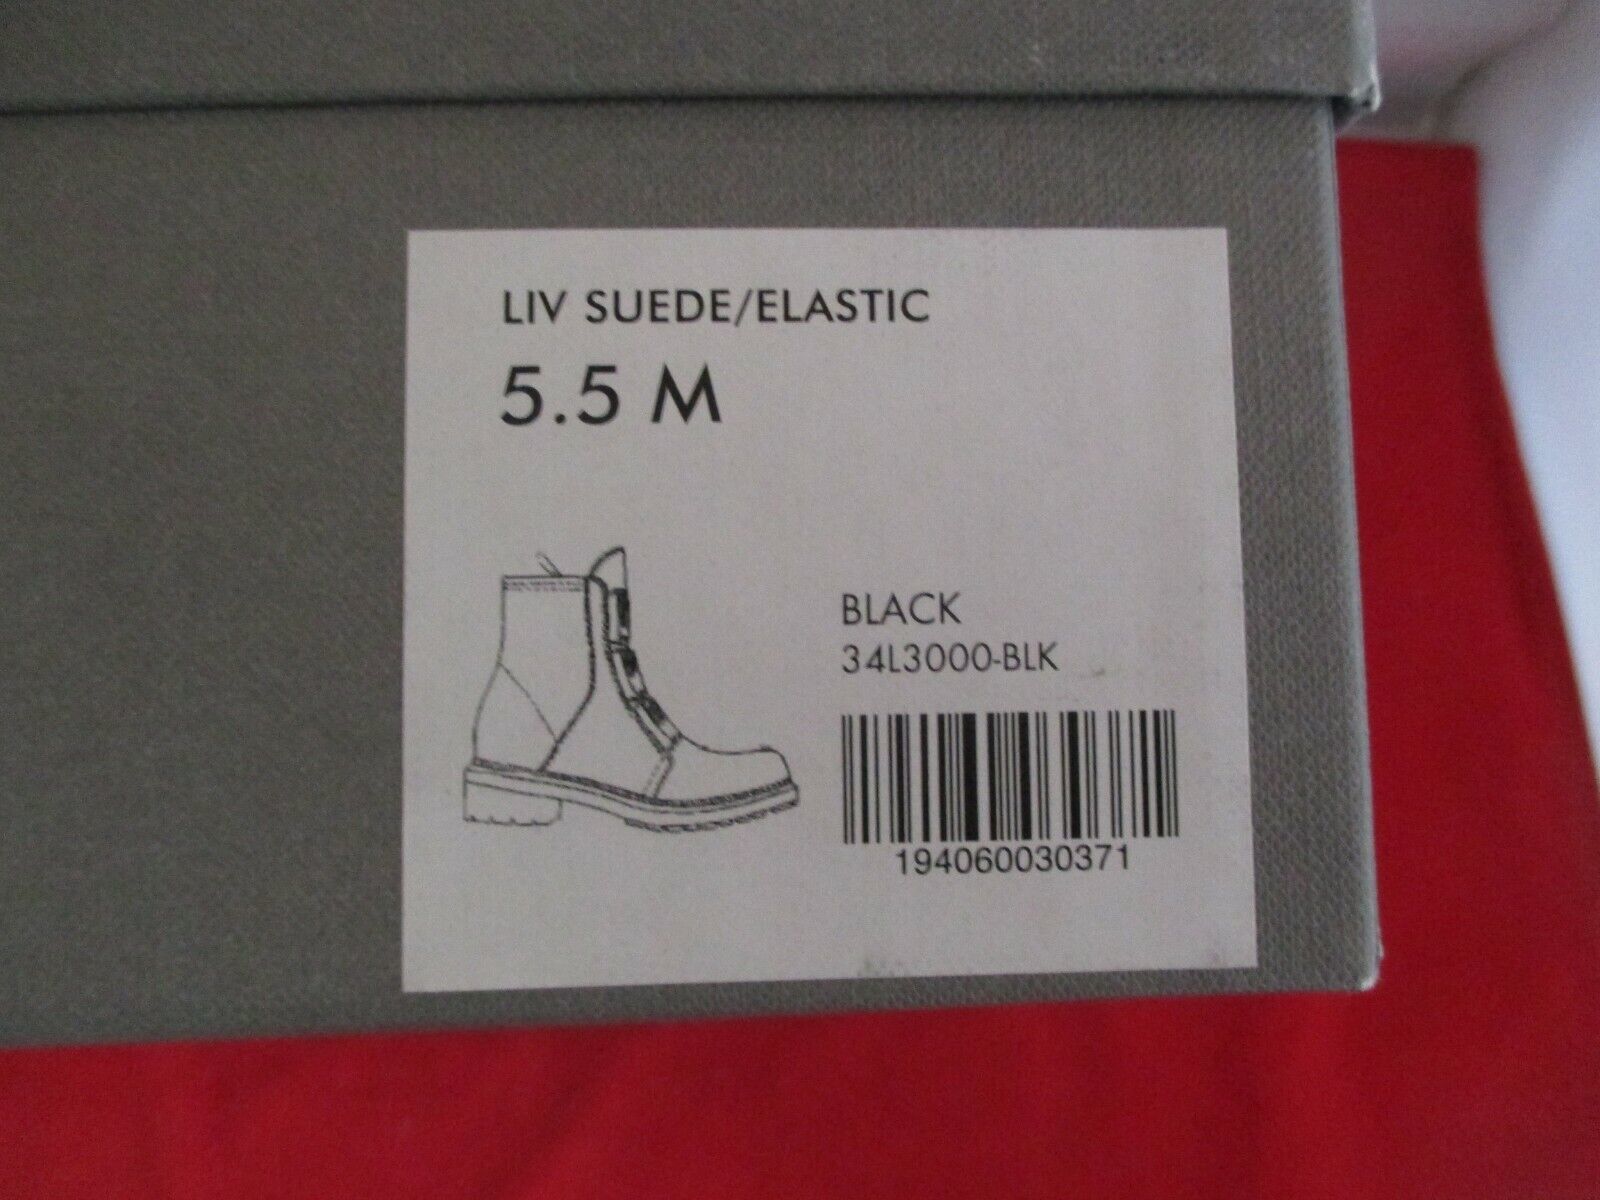 LIV SUEDE/ELASTIC
5.5 M
BLACK
34L3000-BLK
194060030371